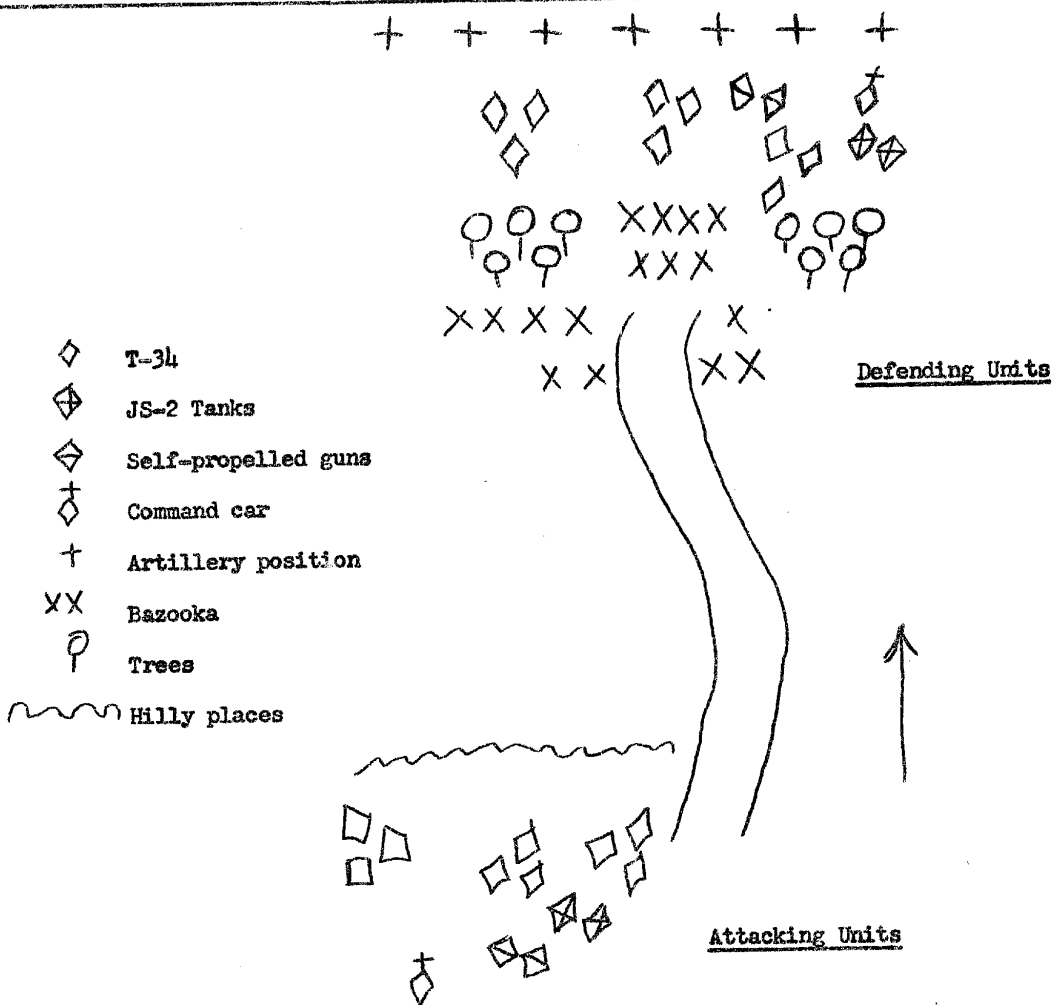 T-34
Defending Units
JS-2 Tanks
Self-propelled guns
Command car
Artillery position
Bazooka
Trees
Hilly places
Attacking Units